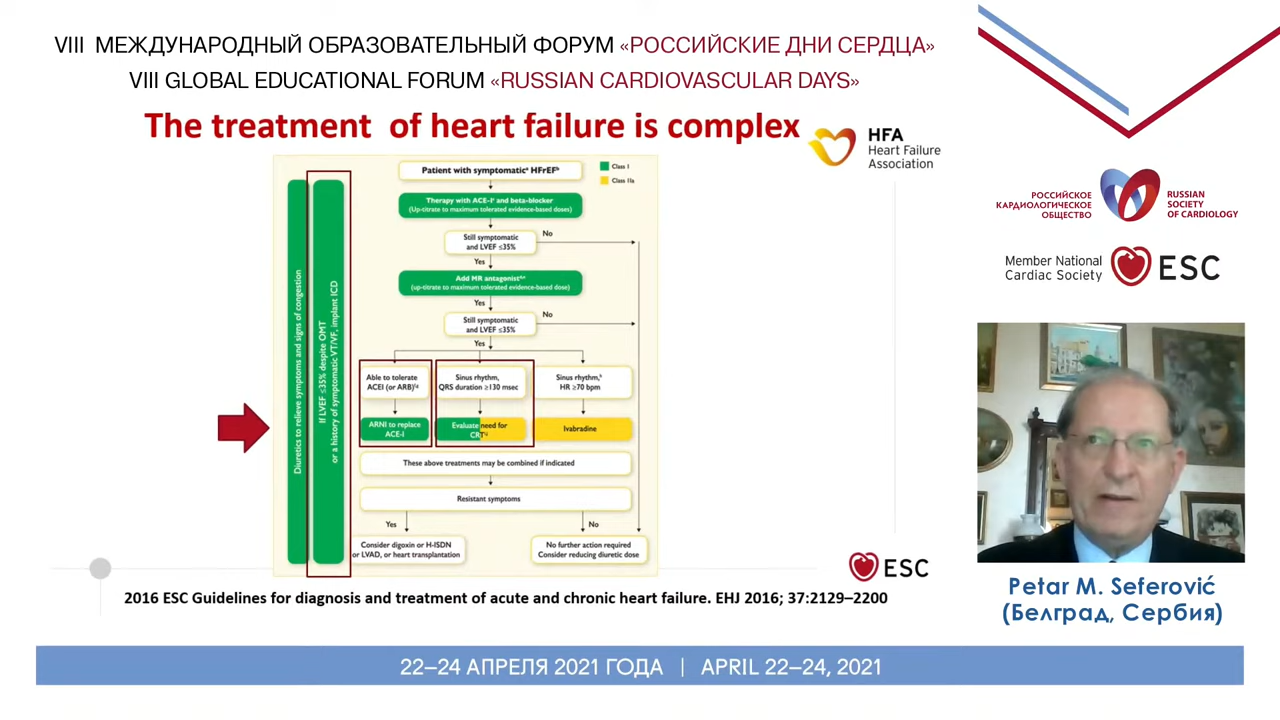 VIII МЕЖДУНАРОДНЫЙ ОБРАЗОВАТЕЛЬНЫЙ ФОРУМ «РОССИЙСКИЕ ДНИ СЕРДЦА»
VIII GLOBAL EDUCATIONAL FORUM «RUSSIAN CARDIOVASCULAR DAYS»
The treatment of heart failure is complex
HFA
Heart Failure
Association
Patient with symptomaticᵃ HFrEFᵇ
Class I
Class IIa
Therapy with ACE-Iᶜ and beta-blocker
(Up-titrate to maximum tolerated evidence-based doses)
Still symptomatic
and LVEF ≤35%
No
Yes
Add MR antagonistᵈ,ᵉ
(up-titrate to maximum tolerated evidence-based dose)
Yes
Still symptomatic
and LVEF ≤35%
No
Yes
Able to tolerate
ACEI (or ARB)
Sinus rhythm,
QRS duration ≥130 msec
Sinus rhythm,ʰ
HR ≥70 bpm
ARNI to replace
ACE-I
Evaluate need for
CRT
Ivabradine
These above treatments may be combined if indicated
Resistant symptoms
Yes
No
Consider digoxin or H-ISDN
or LVAD, or heart transplantation
No further action required
Consider reducing diuretic dose
Diuretics to relieve symptoms and signs of congestion
If LVEF ≤35% despite OMT
or a history of symptomatic VT/VF, implant ICD
ESC
2016 ESC Guidelines for diagnosis and treatment of acute and chronic heart failure. EHJ 2016; 37:2129–2200
РОССИЙСКОЕ
КАРДИОЛОГИЧЕСКОЕ
ОБЩЕСТВО
RUSSIAN
SOCIETY
OF CARDIOLOGY
Member National
Cardiac Society
ESC
Petar M. Seferović
(Белград, Сербия)
22–24 АПРЕЛЯ 2021 ГОДА | APRIL 22–24, 2021